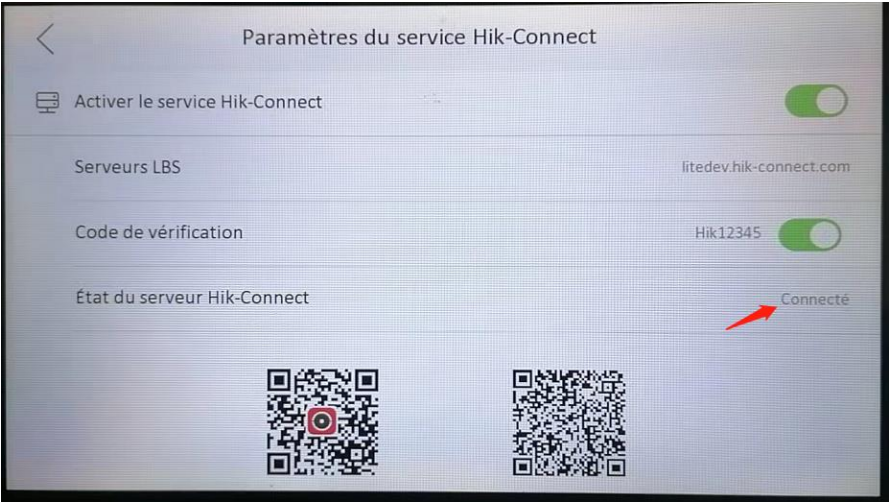 Paramètres du service Hik-Connect
Activer le service Hik-Connect
Serveurs LBS litedev.hik-connect.com
Code de vérification Hik12345
État du serveur Hik-Connect Connecté